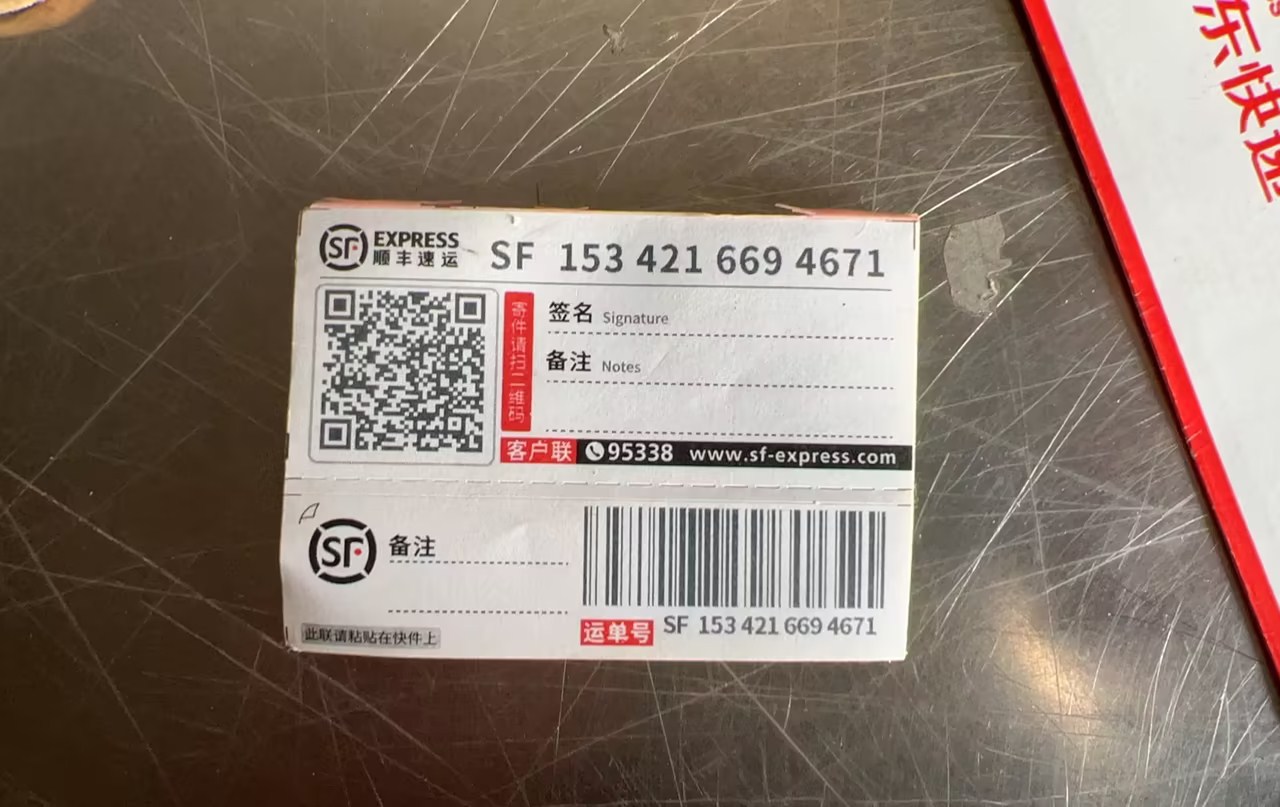 SF EXPRESS
顺丰速运
SF 153 421 669 4671
寄件请扫二维码
签名 Signature
备注 Notes
客户联 95338 www.sf-express.com
SF 备注
此联请粘贴在快件上
运单号 SF 153 421 669 4671
东快递